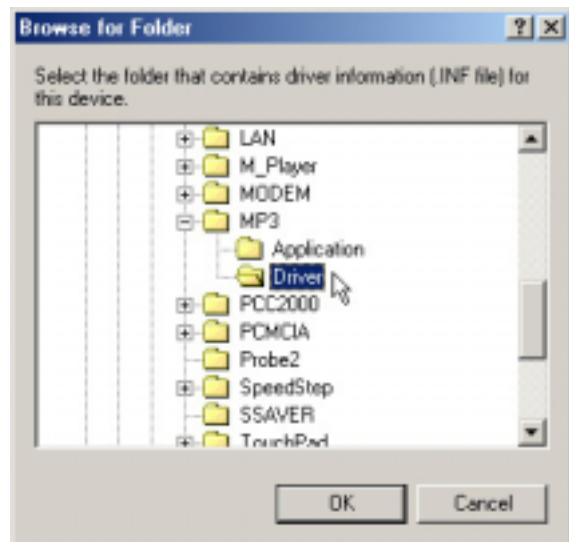 Browse for Folder
Select the folder that contains driver information (.INF file) for
this device.
LAN
M_Player
MODEM
MP3
Application
Driver
PCC2000
PCMCIA
Probe2
SpeedStep
SSAVER
TouchPad
OK
Cancel